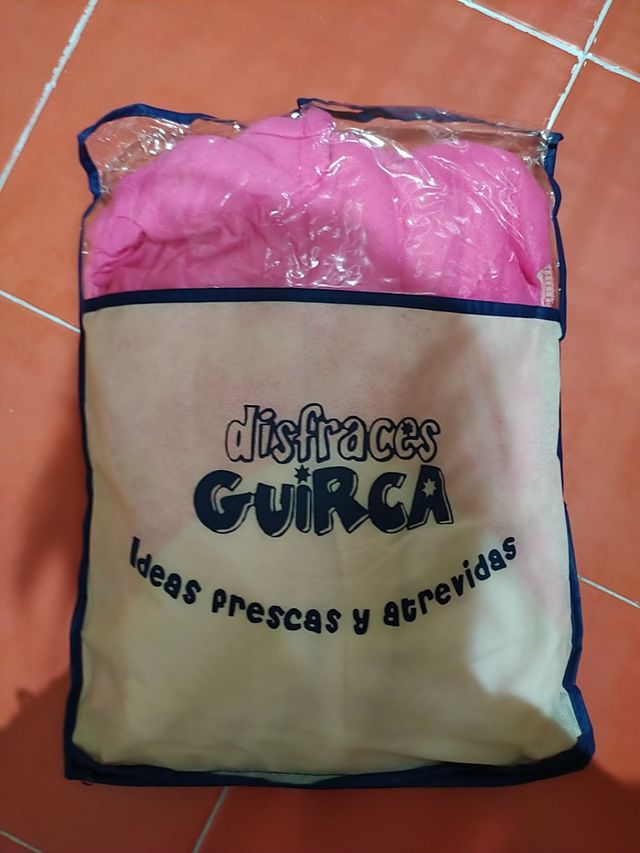 disfraces
GUiRCA
Ideas frescas y atrevidas